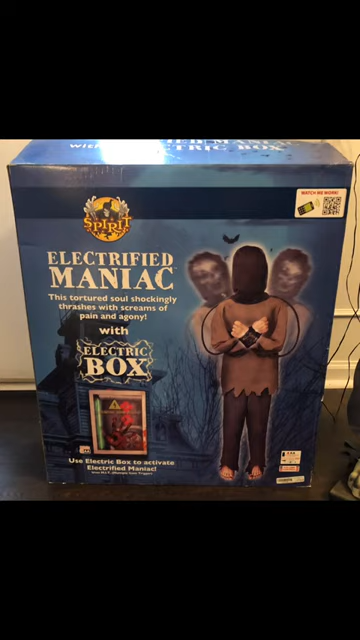 WATCH ME WORK!
SPIRIT
ELECTRIFIED
MANIAC™
This tortured soul shockingly
thrashes with screams of
pain and agony!
with
ELECTRIC
BOX
Use Electric Box to activate
Electrified Maniac!